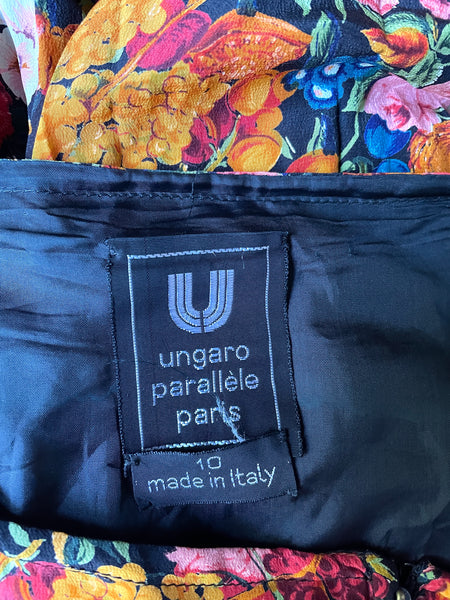 U
ungaro
parallèle
paris
10
made in Italy